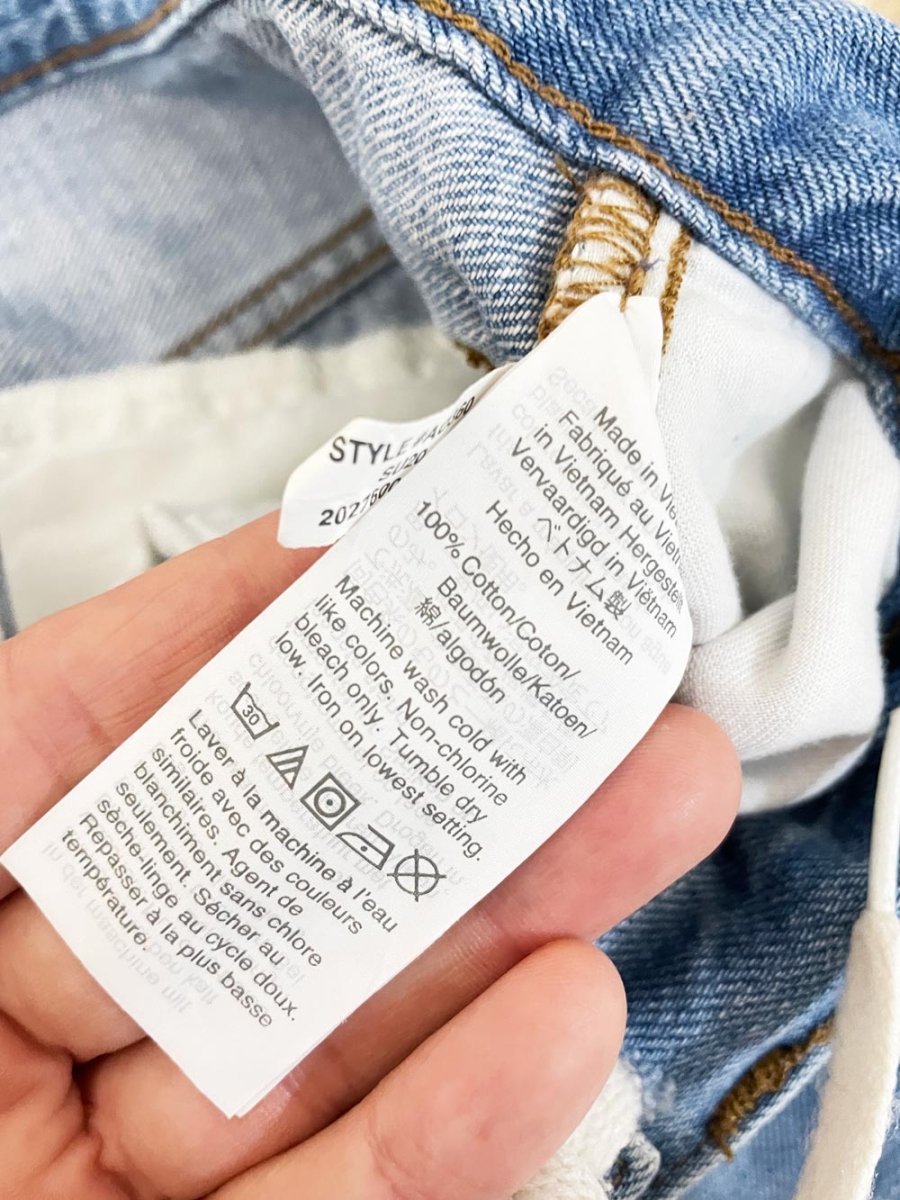 STYLE
Made in
Fabriqué au
in Vietnam Hergestellt
Vervaardigd in Viëtnam
ベトナム製
Hecho en Vietnam
100% Cotton/Coton/
Baumwolle/Katoen/
綿/algodón
Machine wash cold with
like colors. Non-chlorine
bleach only. Tumble dry
low. Iron on lowest setting.
30
Laver à la machine à l'eau
froide avec des couleurs
similaires. Agent de
blanchiment sans chlore
seulement. Sécher au
sèche-linge au cycle doux.
Repasser à la plus basse
température.